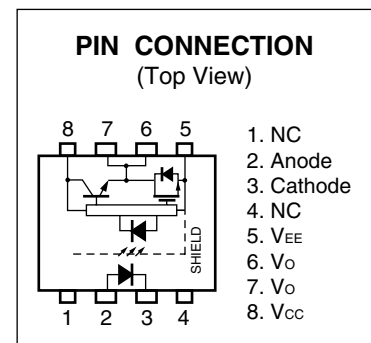 PIN CONNECTION
(Top View)
8 7 6 5
SHIELD
1 2 3 4
1. NC
2. Anode
3. Cathode
4. NC
5. VEE
6. VO
7. VO
8. VCC